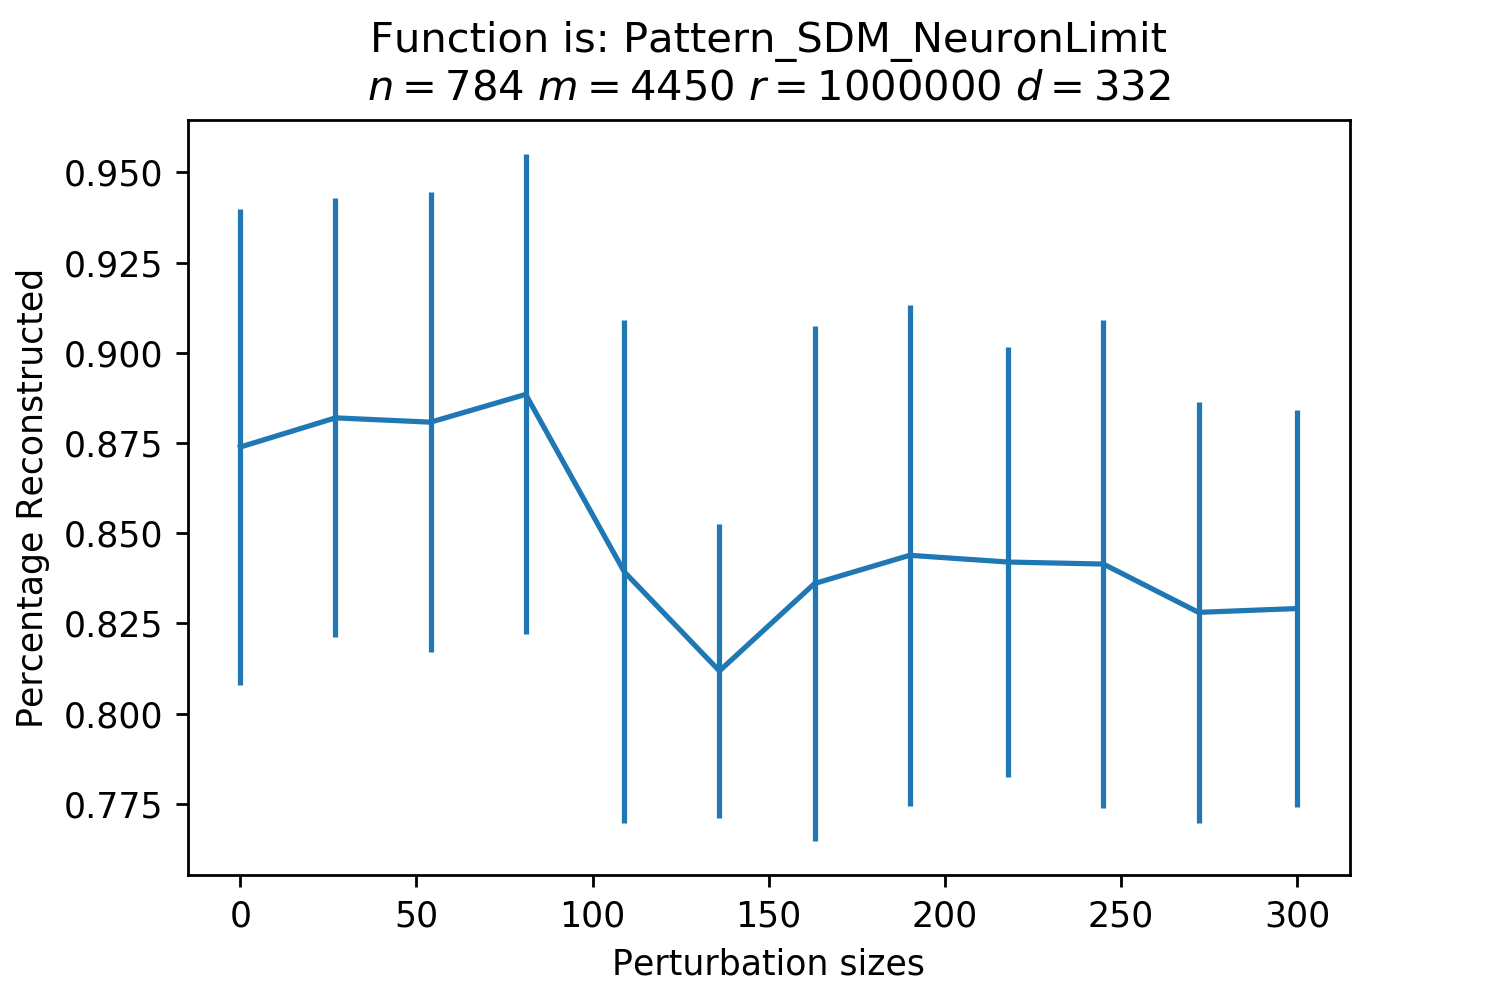 Function is: Pattern_SDM_NeuronLimit
n = 784 m = 4450 r = 1000000 d = 332
Percentage Reconstructed
0.950
0.925
0.900
0.875
0.850
0.825
0.800
0.775
0 50 100 150 200 250 300
Perturbation sizes